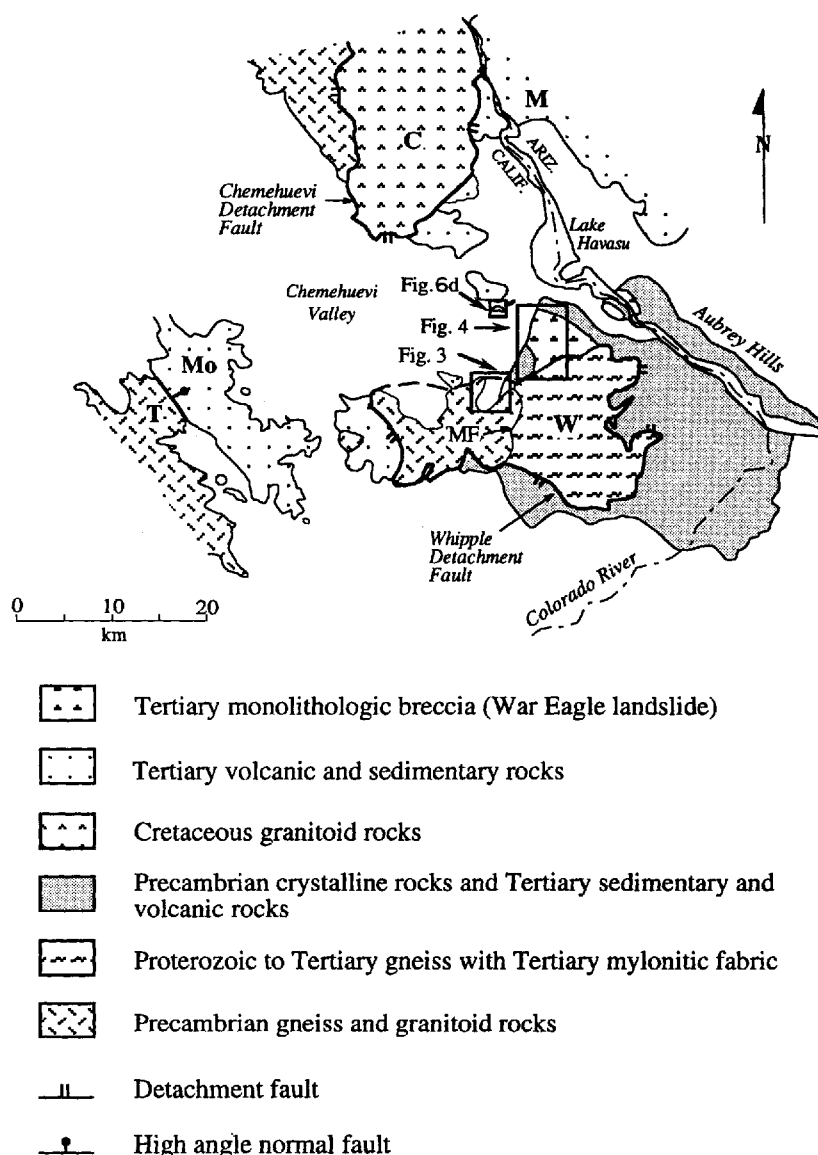 M
N
C
ARIZ.
CALIF.
Chemehuevi
Detachment
Fault
Lake
Havasu
Chemehuevi
Valley
Fig. 6d
Fig. 4
Fig. 3
Aubrey Hills
Mo
T
MF
W
Whipple
Detachment
Fault
Colorado River
0 10 20
km
Tertiary monolithologic breccia (War Eagle landslide)
Tertiary volcanic and sedimentary rocks
Cretaceous granitoid rocks
Precambrian crystalline rocks and Tertiary sedimentary and
volcanic rocks
Proterozoic to Tertiary gneiss with Tertiary mylonitic fabric
Precambrian gneiss and granitoid rocks
Detachment fault
High angle normal fault